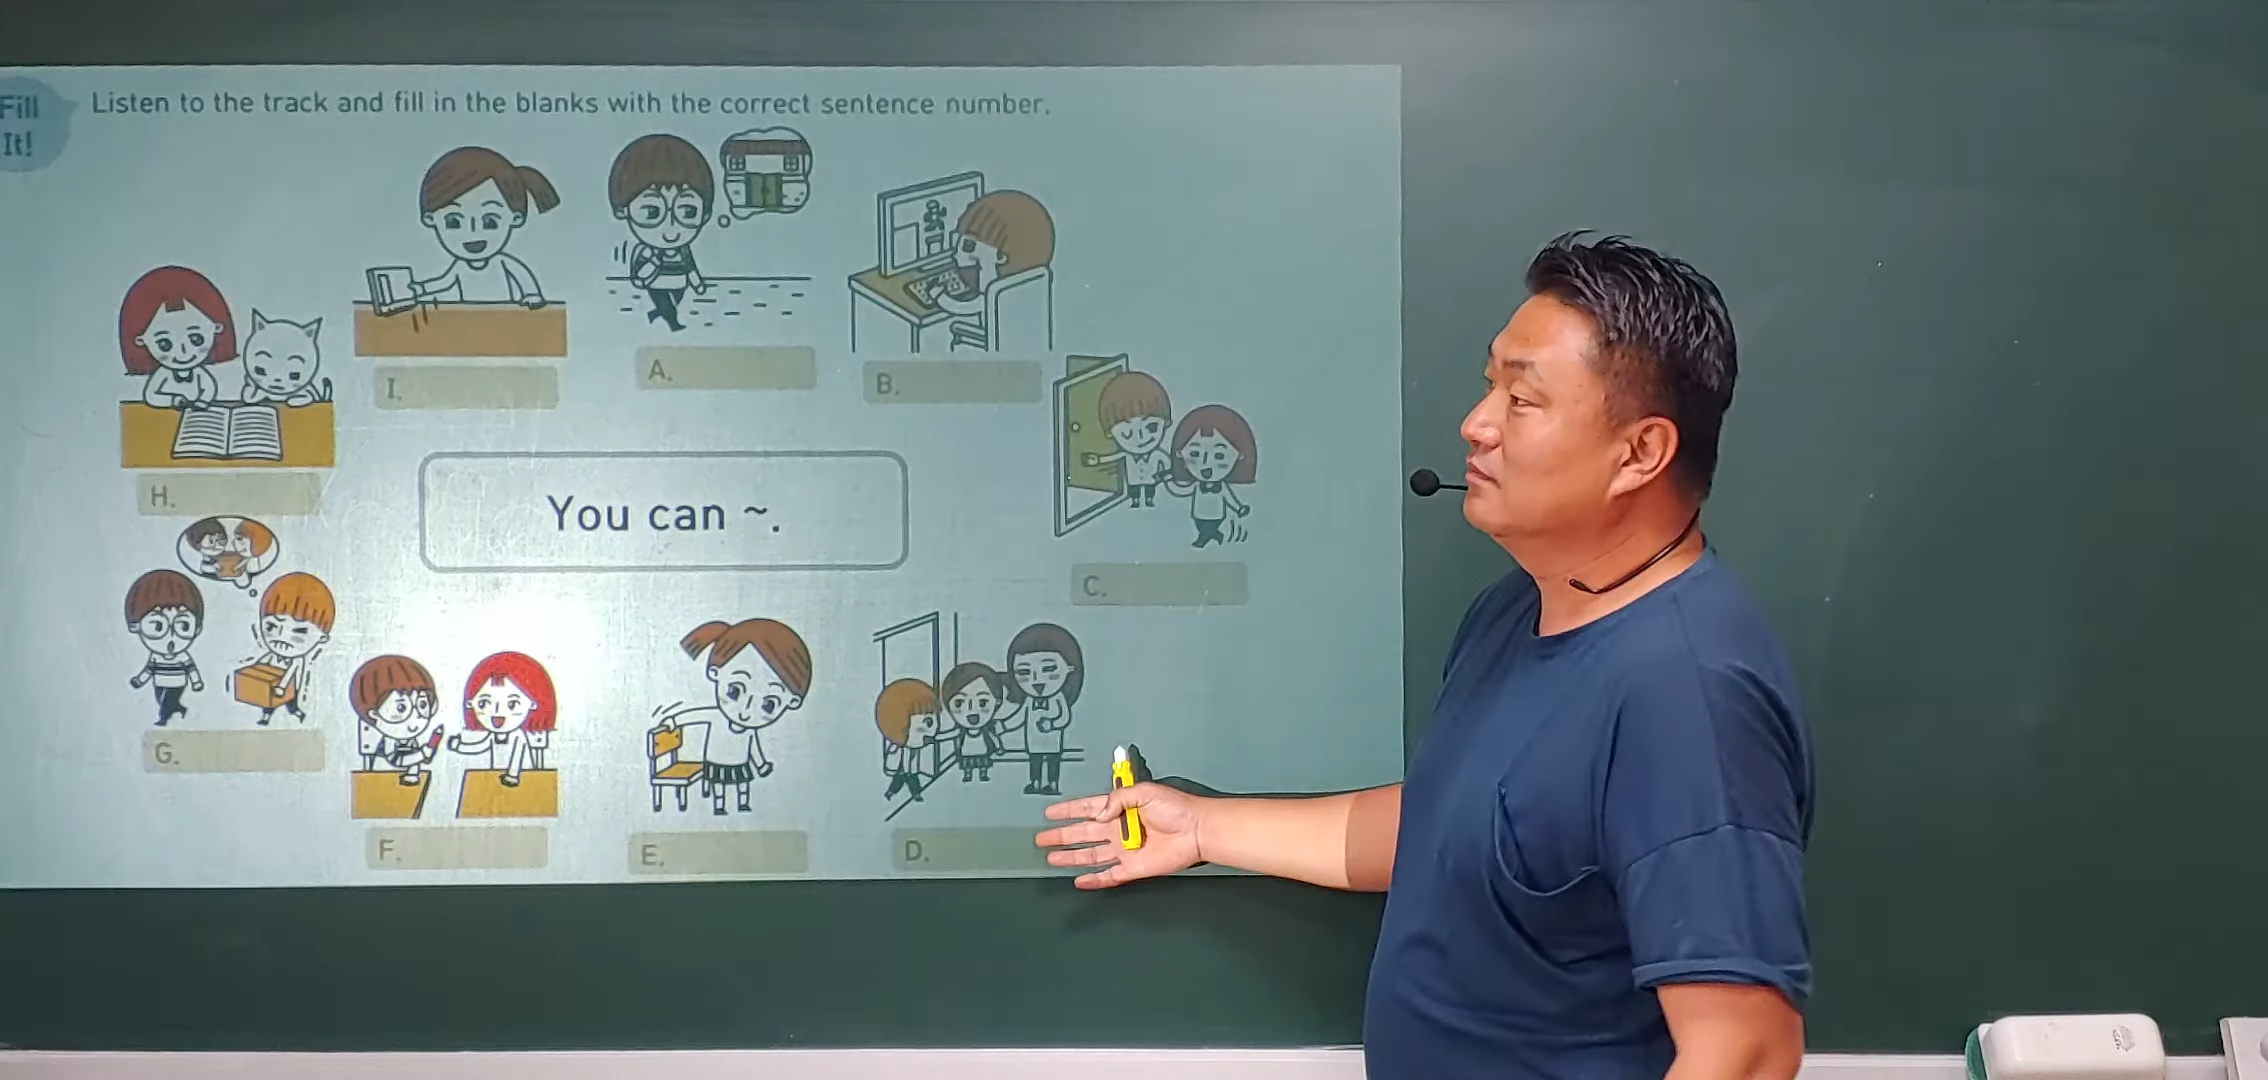 Fill
It!
Listen to the track and fill in the blanks with the correct sentence number.
I.
A.
B.
H.
You can ~.
C.
G.
F.
E.
D.